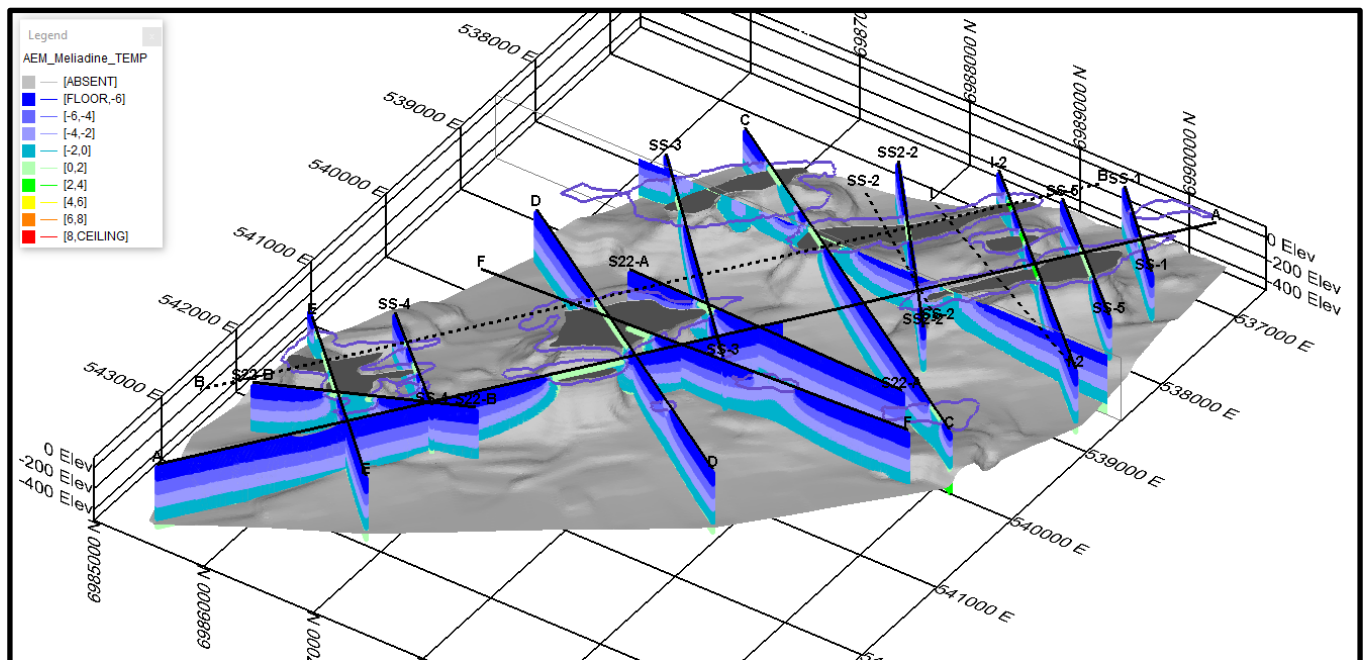 Legend
AEM_Meliadine_TEMP
[ABSENT]
[FLOOR,-6]
[-6,-4]
[-4,-2]
[-2,0]
[0,2]
[2,4]
[4,6]
[6,8]
[8,CEILING]
538000 E
539000 E
540000 E
541000 E
542000 E
543000 E
6988000 N
6989000 N
6990000 N
C
SS-3
SS2-2
SS-2
I-2
I
SS-5
B
SS-1
A
D
F
S22-A
0 Elev
-200 Elev
-400 Elev
SS-1
SS-5
537000 E
E
SS-4
SS-2
SS2-2
SS-3
B
S23-B
SS-4
S22-B
S22-A
538000 E
F
C
A
E
D
539000 E
0 Elev
-200 Elev
-400 Elev
540000 E
6985000 N
6986000 N
541000 E